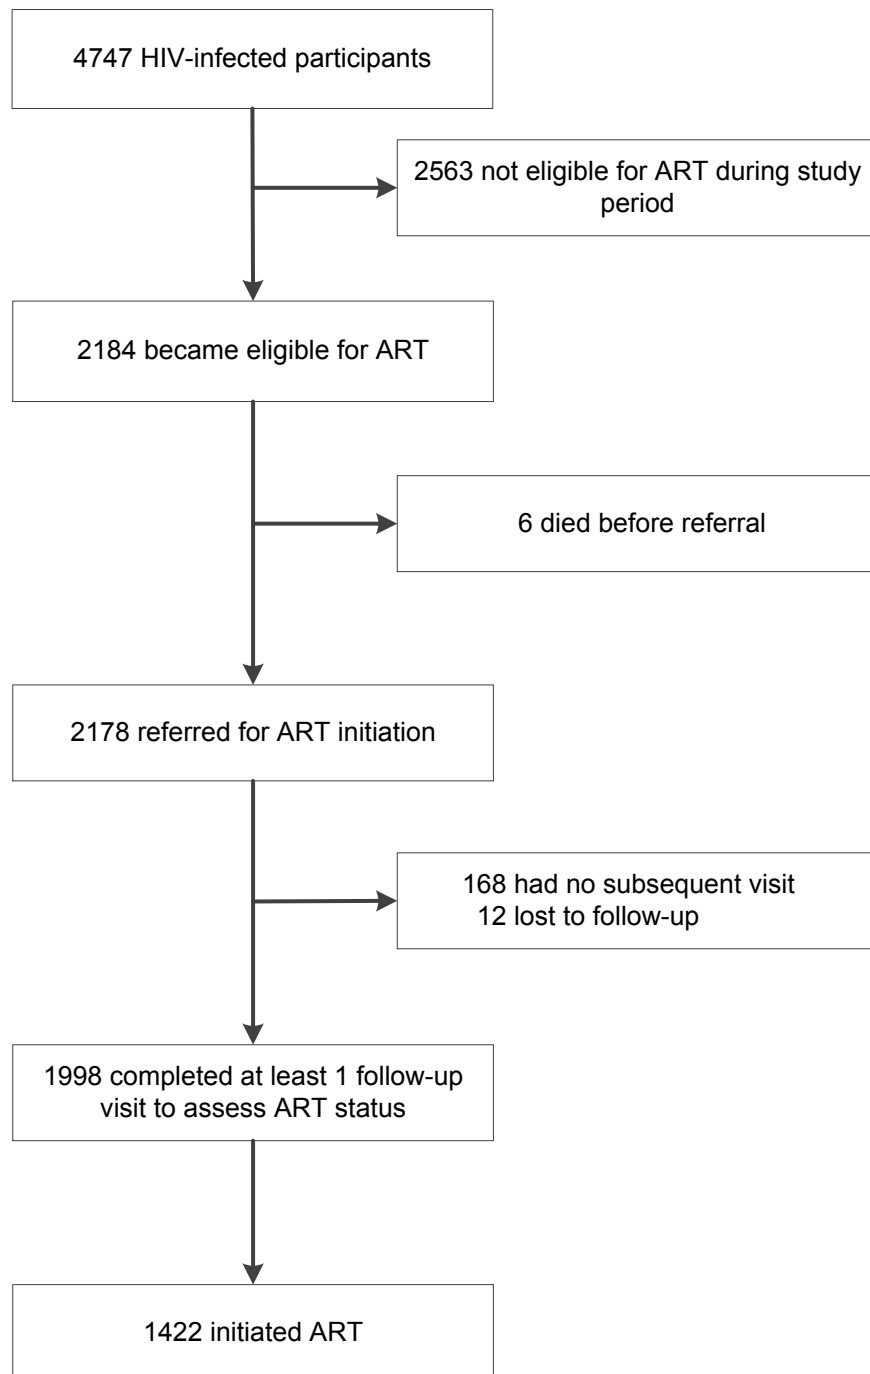 4747 HIV-infected participants
2563 not eligible for ART during study
period
2184 became eligible for ART
6 died before referral
2178 referred for ART initiation
168 had no subsequent visit
12 lost to follow-up
1998 completed at least 1 follow-up
visit to assess ART status
1422 initiated ART